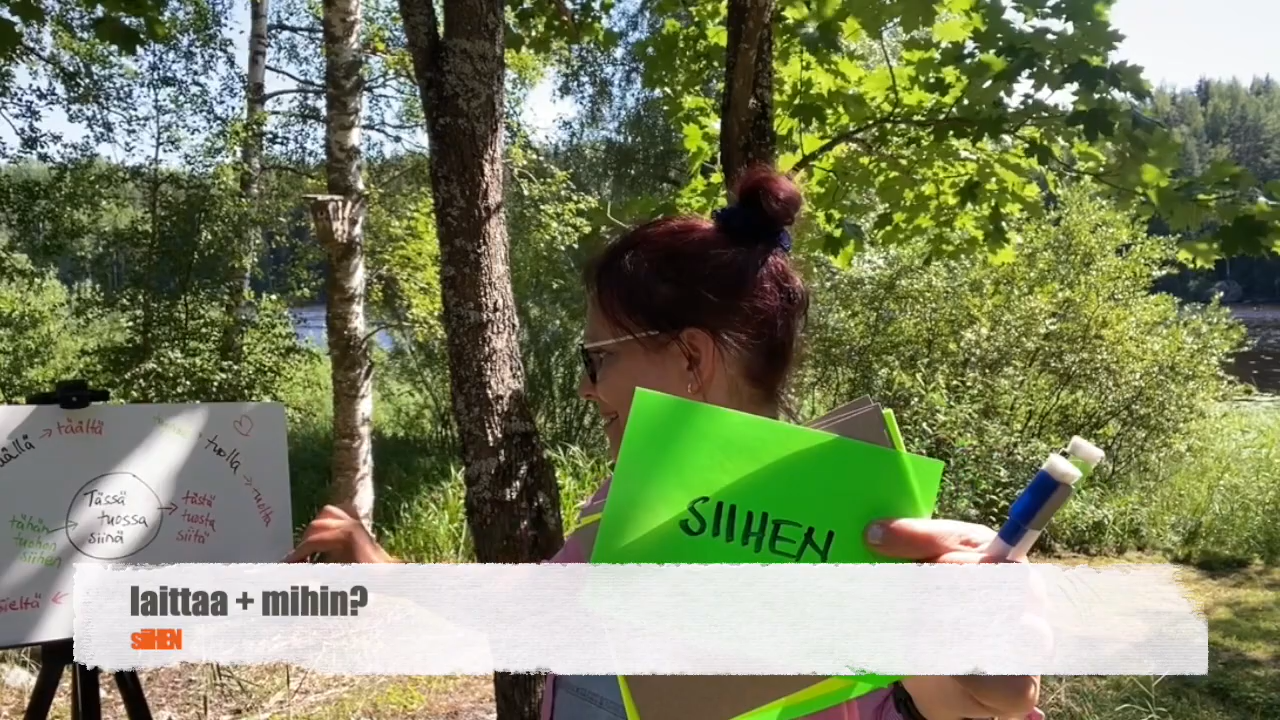 täällä → täältä
tuolla → tuolta
Tässä
tuossa
siinä
→ tästä
tuosta
siitä
tähän
tuohon
siihen
sieltä ←
SIIHEN
laittaa + mihin?
siiHEN